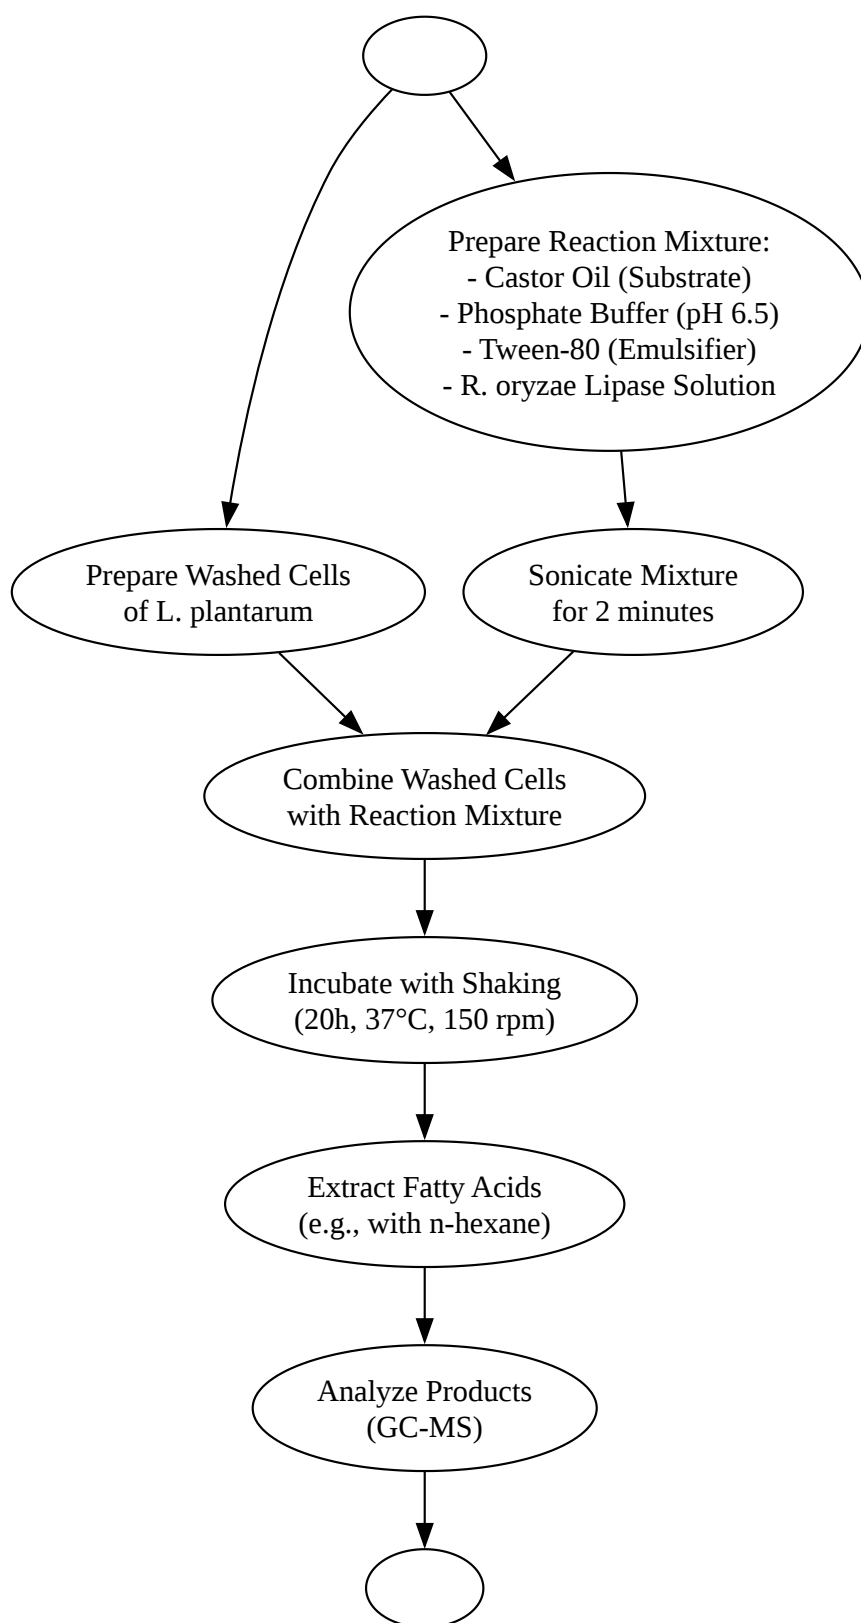 Prepare Reaction Mixture:
- Castor Oil (Substrate)
- Phosphate Buffer (pH 6.5)
- Tween-80 (Emulsifier)
- R. oryzae Lipase Solution
Prepare Washed Cells
of L. plantarum
Sonicate Mixture
for 2 minutes
Combine Washed Cells
with Reaction Mixture
Incubate with Shaking
(20h, 37°C, 150 rpm)
Extract Fatty Acids
(e.g., with n-hexane)
Analyze Products
(GC-MS)